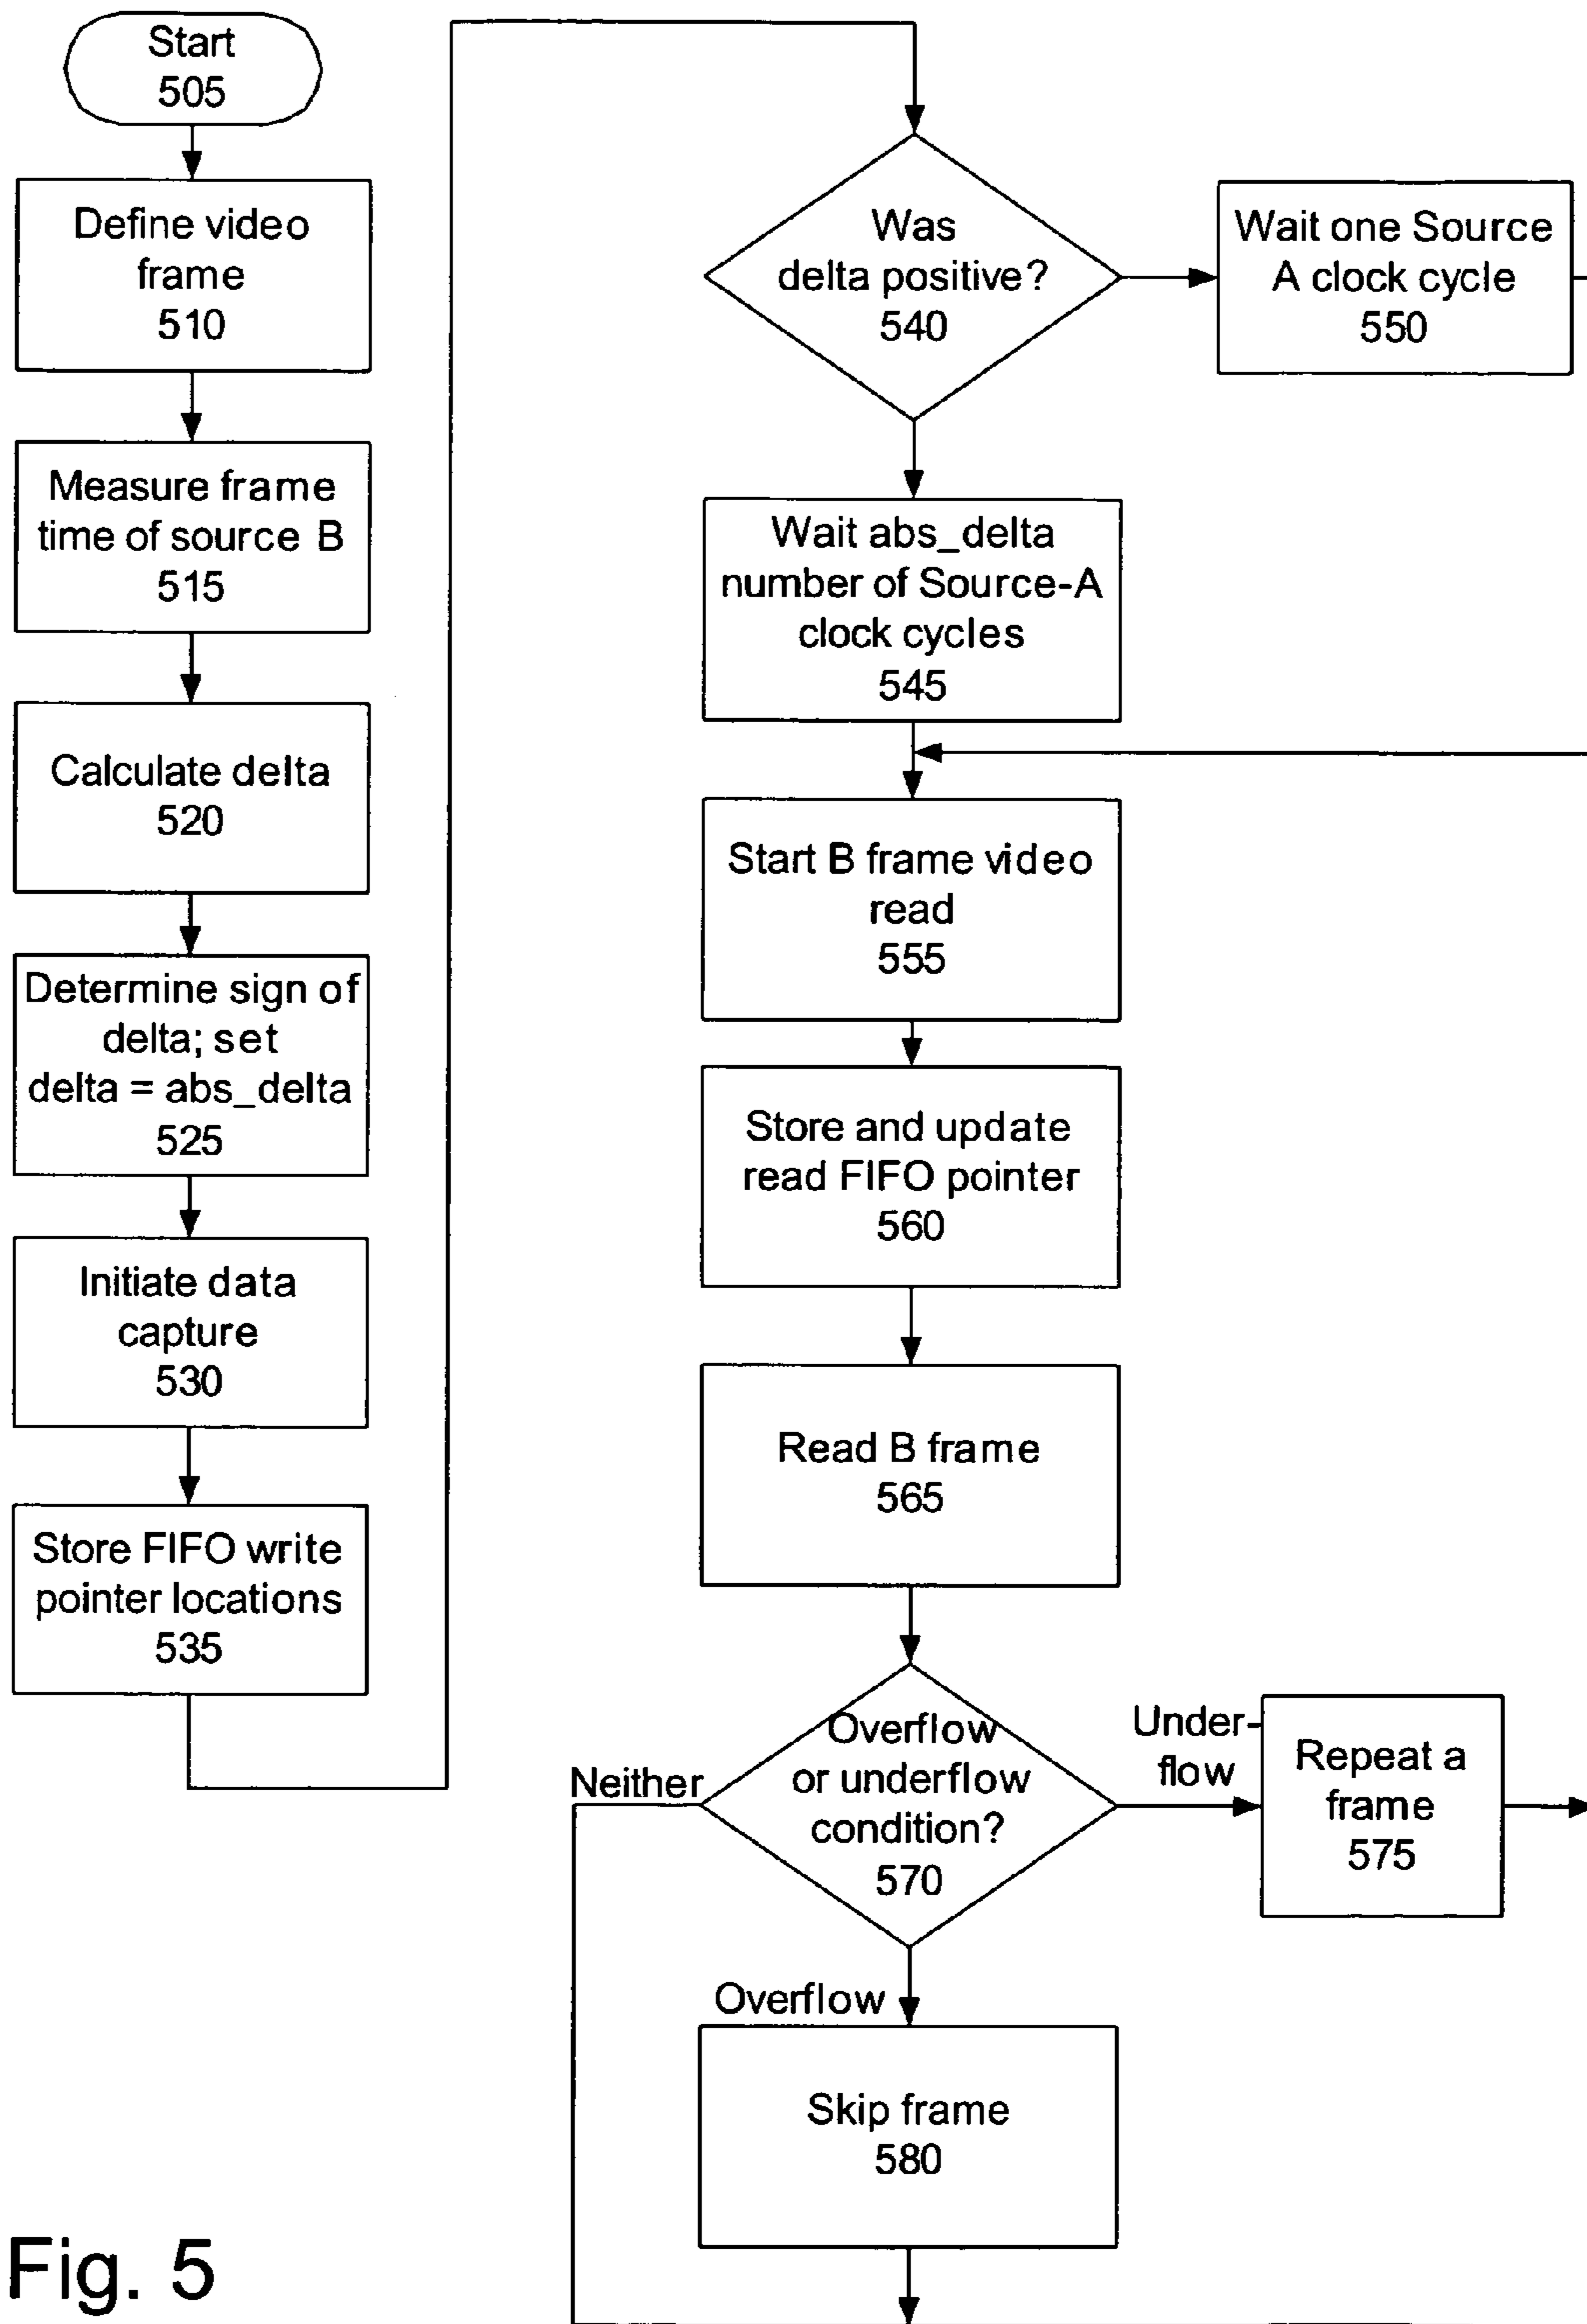 Start
505
Define video
frame
510
Measure frame
time of source B
515
Calculate delta
520
Determine sign of
delta; set
delta = abs_delta
525
Initiate data
capture
530
Store FIFO write
pointer locations
535
Was
delta positive?
540
Wait one Source
A clock cycle
550
Wait abs_delta
number of Source-A
clock cycles
545
Start B frame video
read
555
Store and update
read FIFO pointer
560
Read B frame
565
Overflow
or underflow
condition?
570
Neither
Under-
flow
Repeat a
frame
575
Overflow
Skip frame
580
Fig. 5